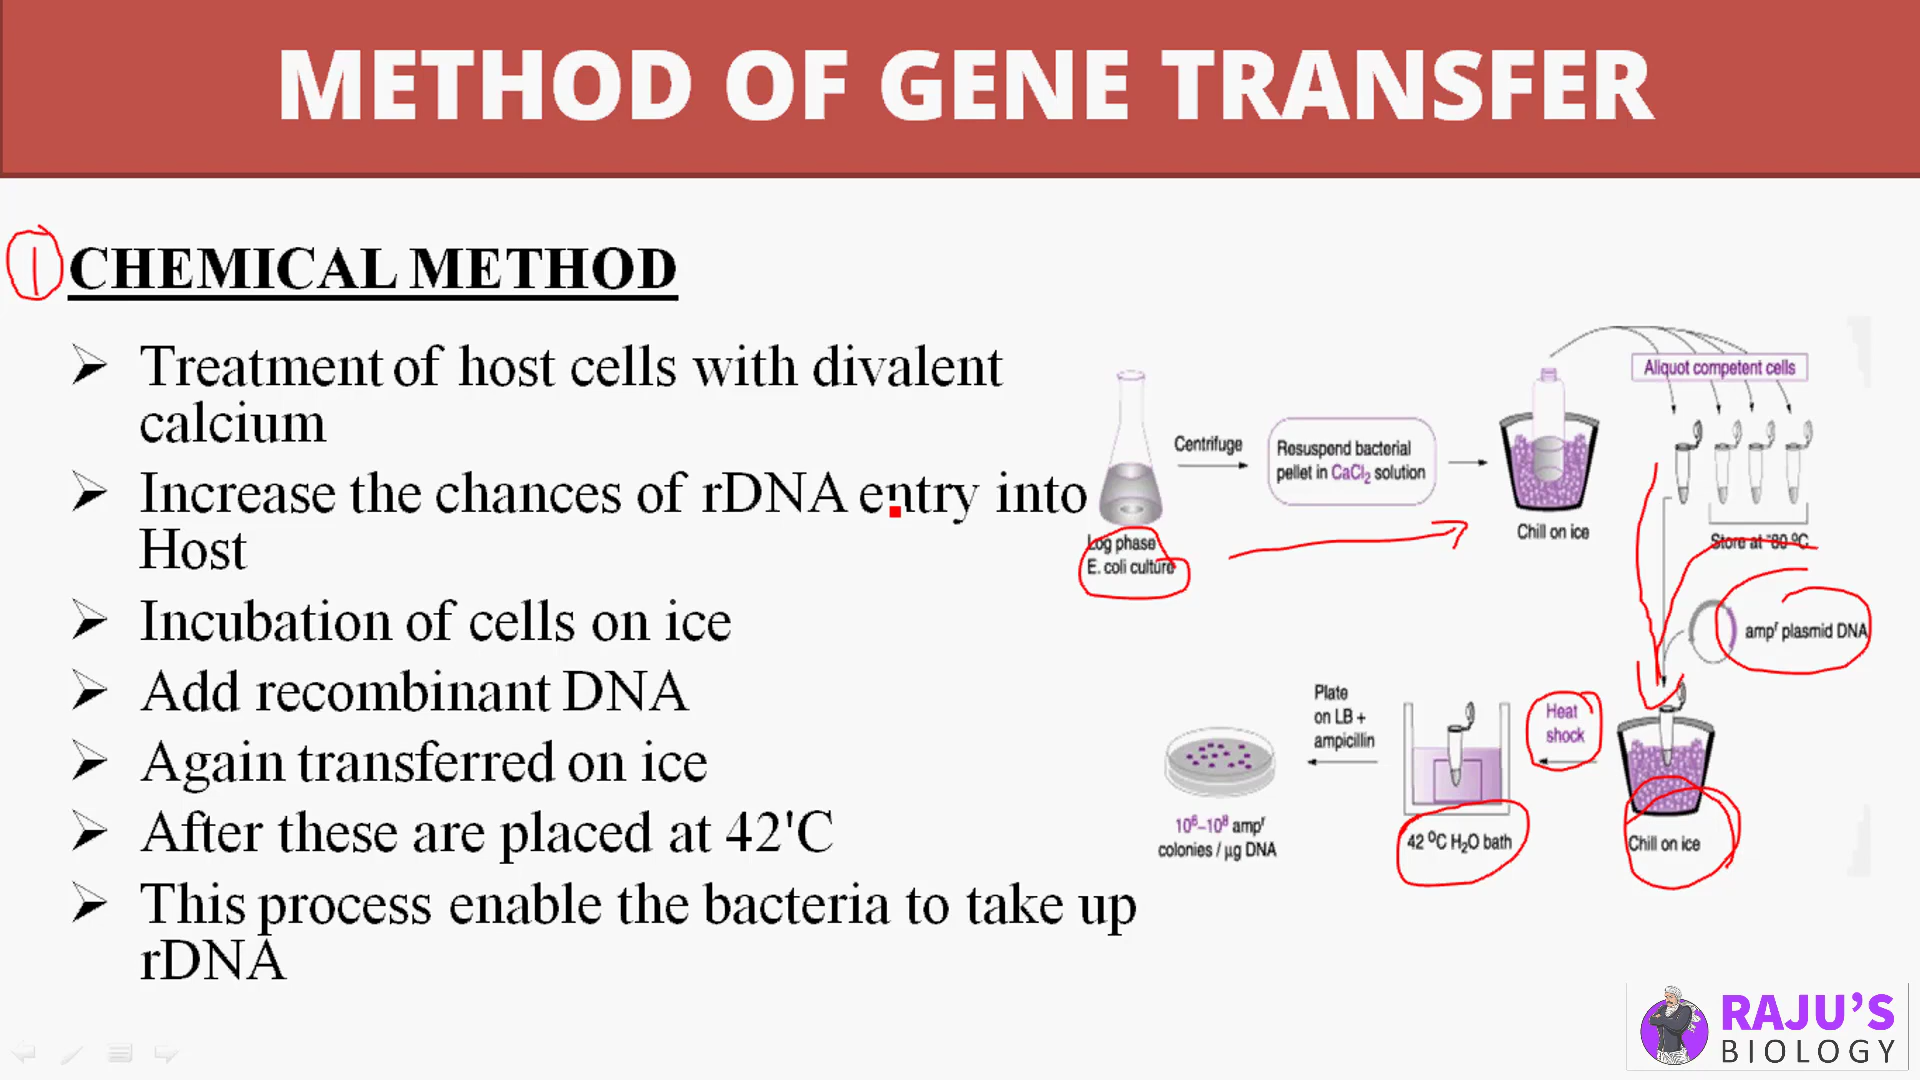 METHOD OF GENE TRANSFER
1
CHEMICAL METHOD
Treatment of host cells with divalent
calcium
Increase the chances of rDNA entry into
Host
Incubation of cells on ice
Add recombinant DNA
Again transferred on ice
After these are placed at 42'C
This process enable the bacteria to take up
rDNA
Aliquot competent cells
Centrifuge
Resuspend bacterial
pellet in CaCl₂ solution
Chill on ice
Log phase
E. coli culture
Store at ⁻80 ⁰C
ampʳ plasmid DNA
Heat
shock
Plate
on LB +
ampicillin
Chill on ice
42 ⁰C H₂O bath
10⁶–10⁸ ampʳ
colonies / µg DNA
RAJU’S
BIOLOGY